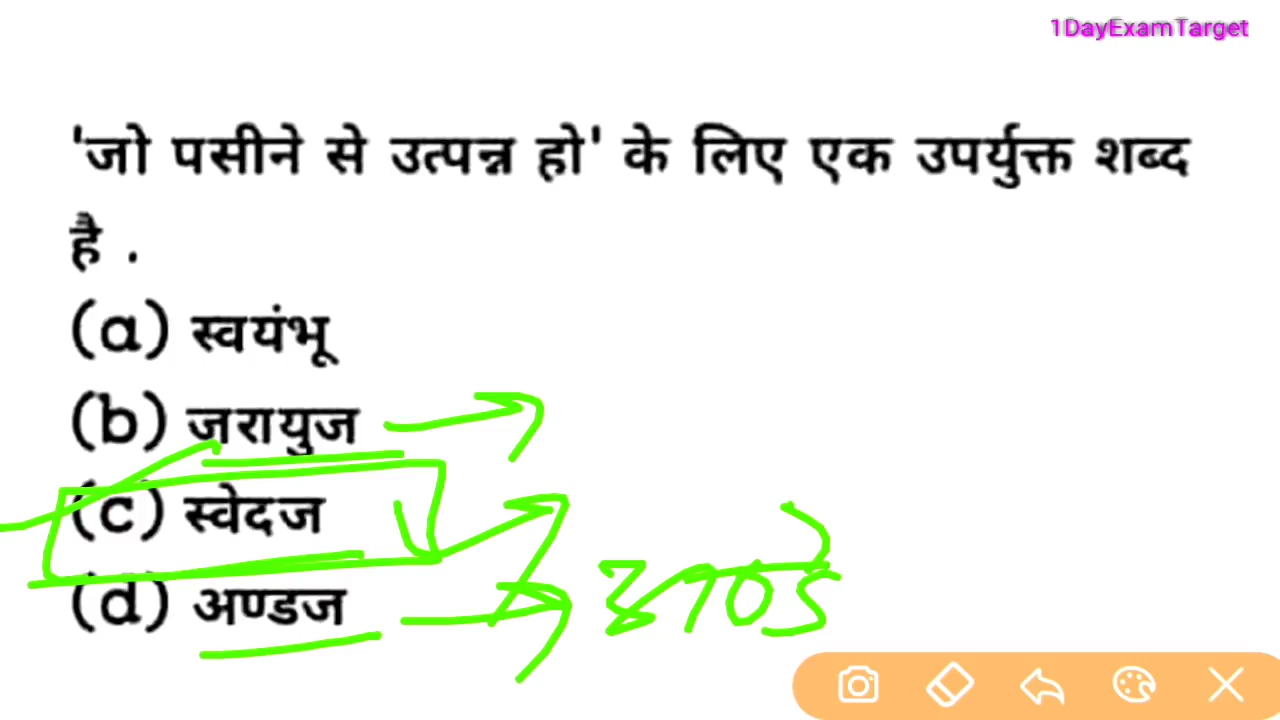 1DayExamTarget
'जो पसीने से उत्पन्न हो' के लिए एक उपर्युक्त शब्द
है .
(a) स्वयंभू
(b) जरायुज
(c) स्वेदज
(d) अण्डज